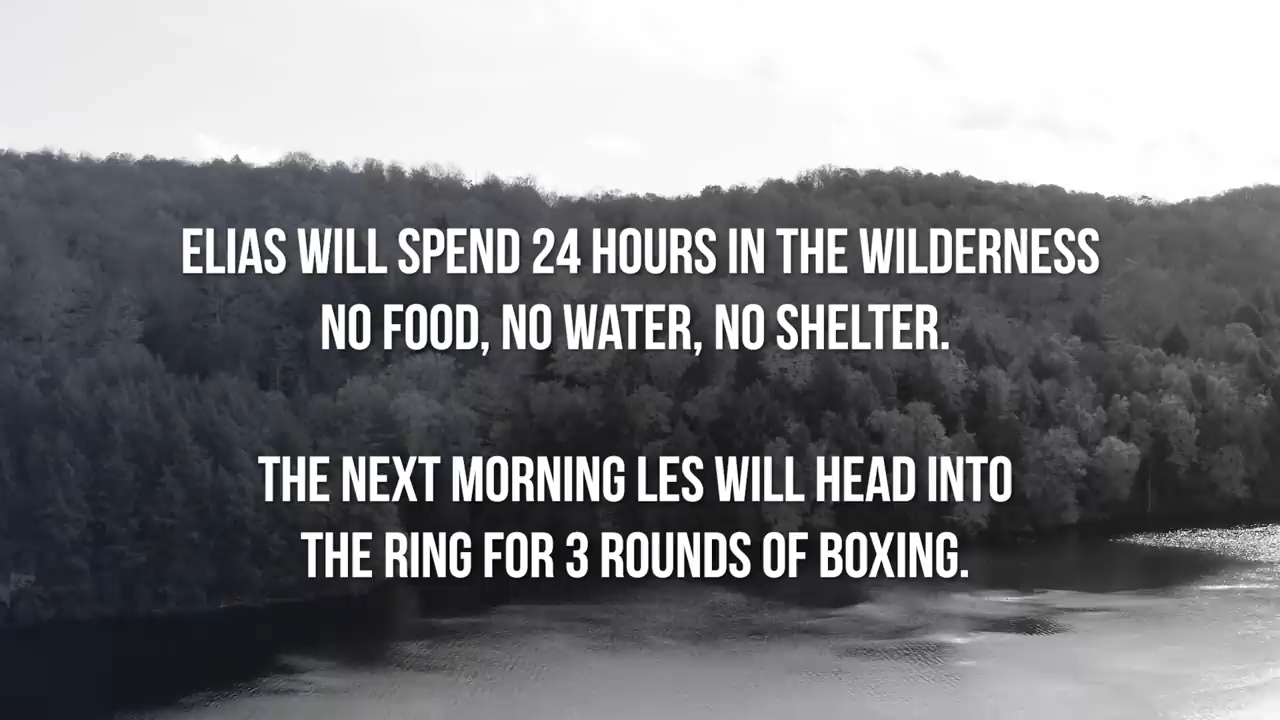 ELIAS WILL SPEND 24 HOURS IN THE WILDERNESS
NO FOOD, NO WATER, NO SHELTER.
THE NEXT MORNING LES WILL HEAD INTO
THE RING FOR 3 ROUNDS OF BOXING.